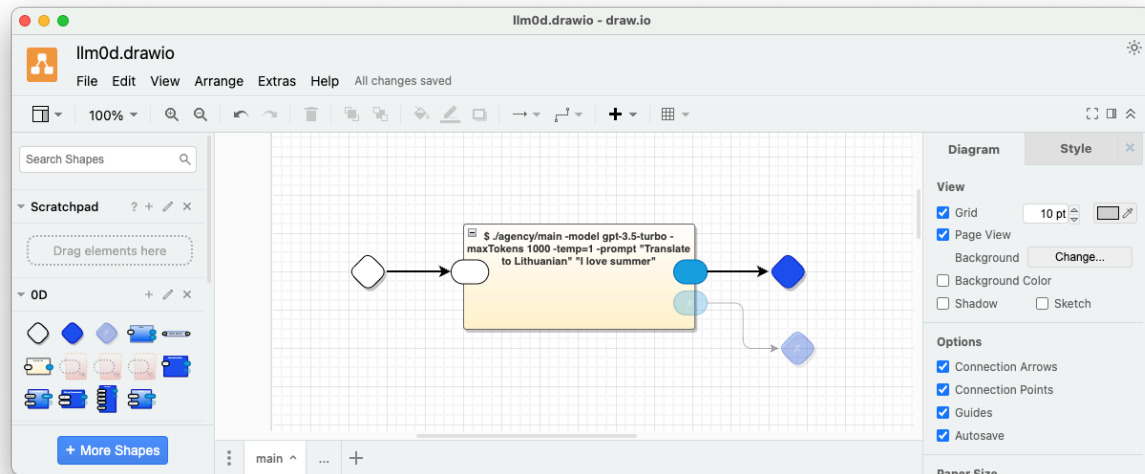 llm0d.drawio - draw.io
llm0d.drawio
File Edit View Arrange Extras Help All changes saved
100%
Search Shapes
Scratchpad
Drag elements here
0D
+ More Shapes
$ ./agency/main -model gpt-3.5-turbo -
maxTokens 1000 -temp=1 -prompt "Translate
to Lithuanian" "I love summer"
main
...
Diagram Style
View
Grid 10 pt
Page View
Background Change...
Background Color
Shadow Sketch
Options
Connection Arrows
Connection Points
Guides
Autosave
Paper Size